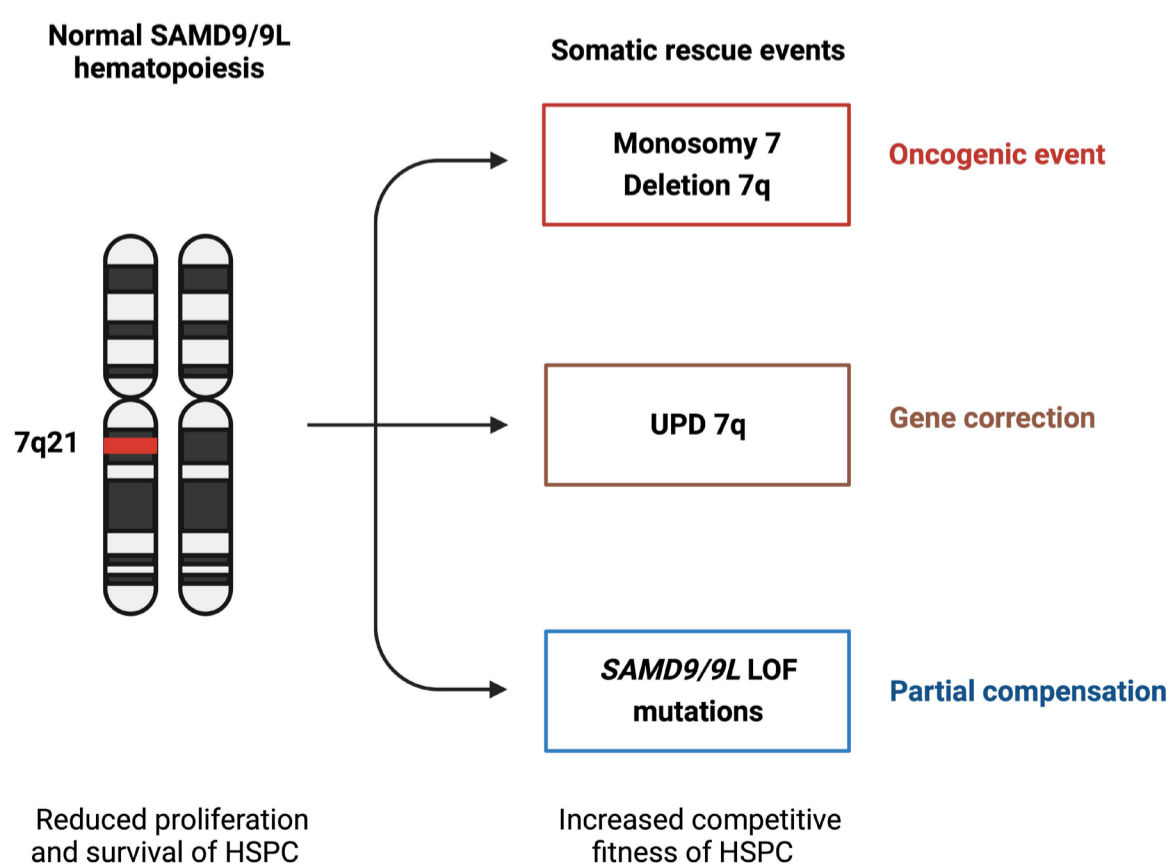 Normal SAMD9/9L
hematopoiesis
Somatic rescue events
Monosomy 7
Deletion 7q
Oncogenic event
7q21
UPD 7q
Gene correction
SAMD9/9L LOF
mutations
Partial compensation
Reduced proliferation
and survival of HSPC
Increased competitive
fitness of HSPC